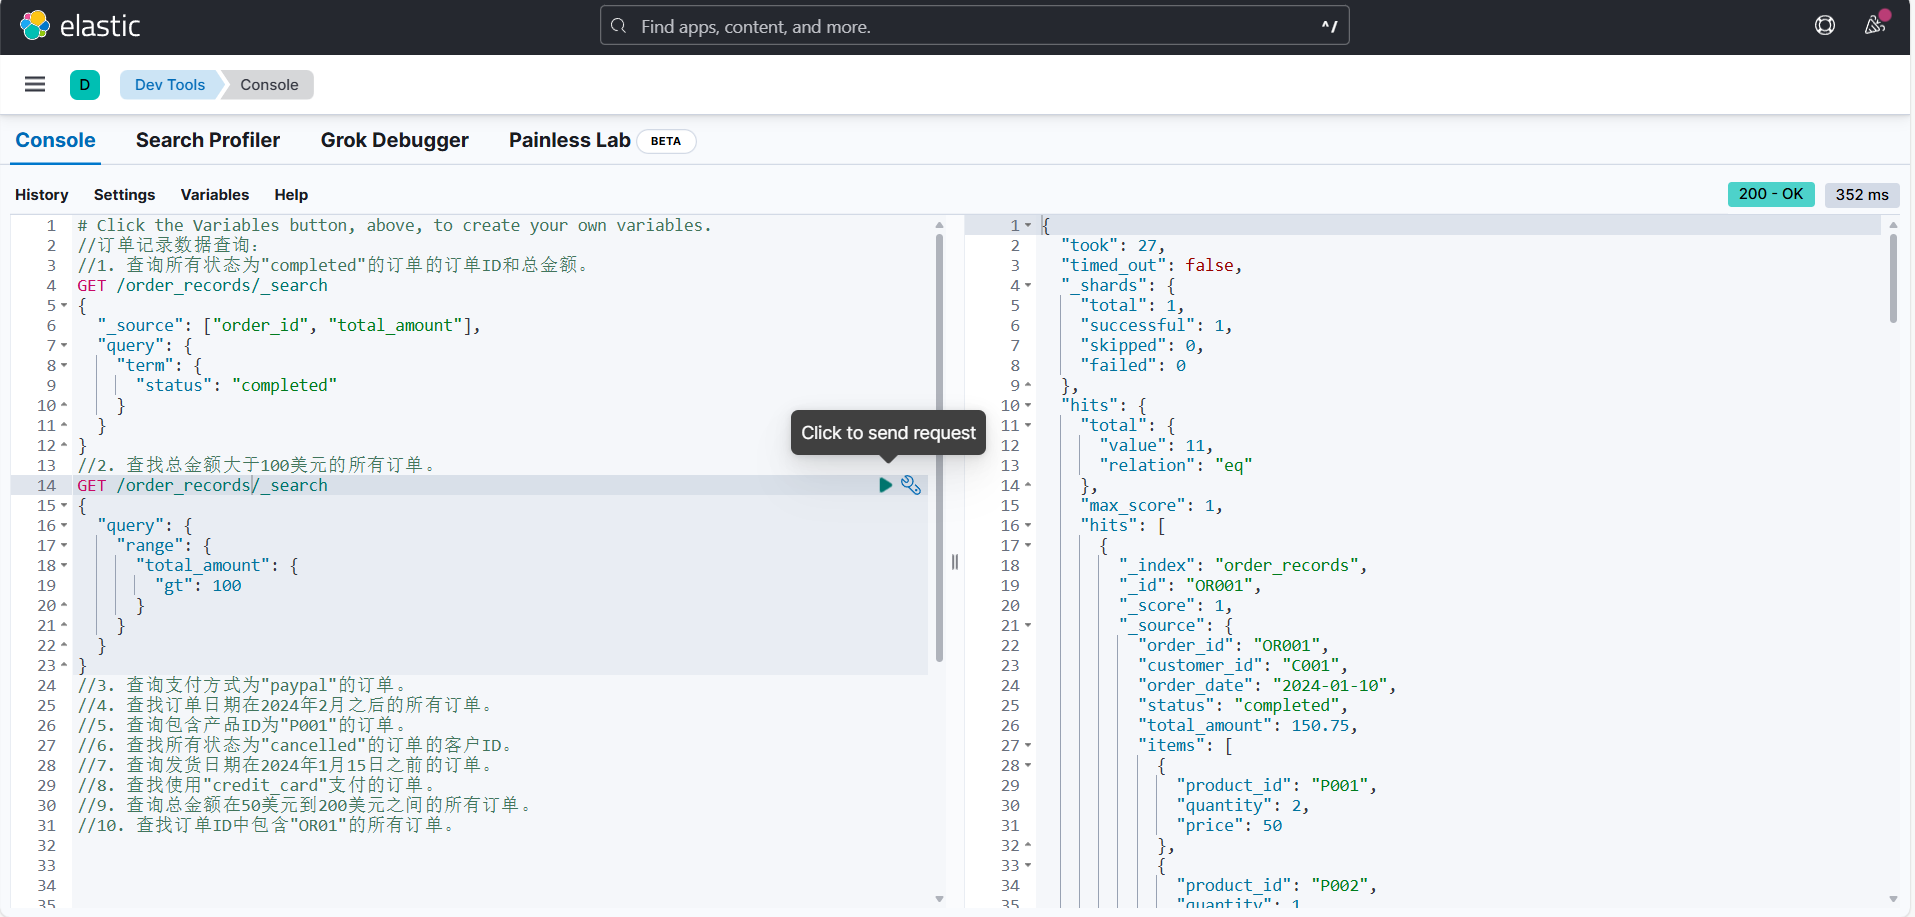 elastic
Find apps, content, and more.
^/
D
Dev Tools
Console
Console
Search Profiler
Grok Debugger
Painless Lab
BETA
History
Settings
Variables
Help
200 - OK
352 ms
1 # Click the Variables button, above, to create your own variables.
2 //订单记录数据查询：
3 //1. 查询所有状态为"completed"的订单的订单ID和总金额。
4 GET /order_records/_search
5 {
6 "_source": ["order_id", "total_amount"],
7 "query": {
8 "term": {
9 "status": "completed"
10 }
11 }
12 }
13 //2. 查找总金额大于100美元的所有订单。
14 GET /order_records/_search
15 {
16 "query": {
17 "range": {
18 "total_amount": {
19 "gt": 100
20 }
21 }
22 }
23 }
24 //3. 查询支付方式为"paypal"的订单。
25 //4. 查找订单日期在2024年2月之后的所有订单。
26 //5. 查询包含产品ID为"P001"的订单。
27 //6. 查找所有状态为"cancelled"的订单的客户ID。
28 //7. 查询发货日期在2024年1月15日之前的订单。
29 //8. 查找使用"credit_card"支付的订单。
30 //9. 查询总金额在50美元到200美元之间的所有订单。
31 //10. 查找订单ID中包含"OR01"的所有订单。
32
33
34
35
Click to send request
1 {
2 "took": 27,
3 "timed_out": false,
4 "_shards": {
5 "total": 1,
6 "successful": 1,
7 "skipped": 0,
8 "failed": 0
9 },
10 "hits": {
11 "total": {
12 "value": 11,
13 "relation": "eq"
14 },
15 "max_score": 1,
16 "hits": [
17 {
18 "_index": "order_records",
19 "_id": "OR001",
20 "_score": 1,
21 "_source": {
22 "order_id": "OR001",
23 "customer_id": "C001",
24 "order_date": "2024-01-10",
25 "status": "completed",
26 "total_amount": 150.75,
27 "items": [
28 {
29 "product_id": "P001",
30 "quantity": 2,
31 "price": 50
32 },
33 {
34 "product_id": "P002",
35 "quantity": 1